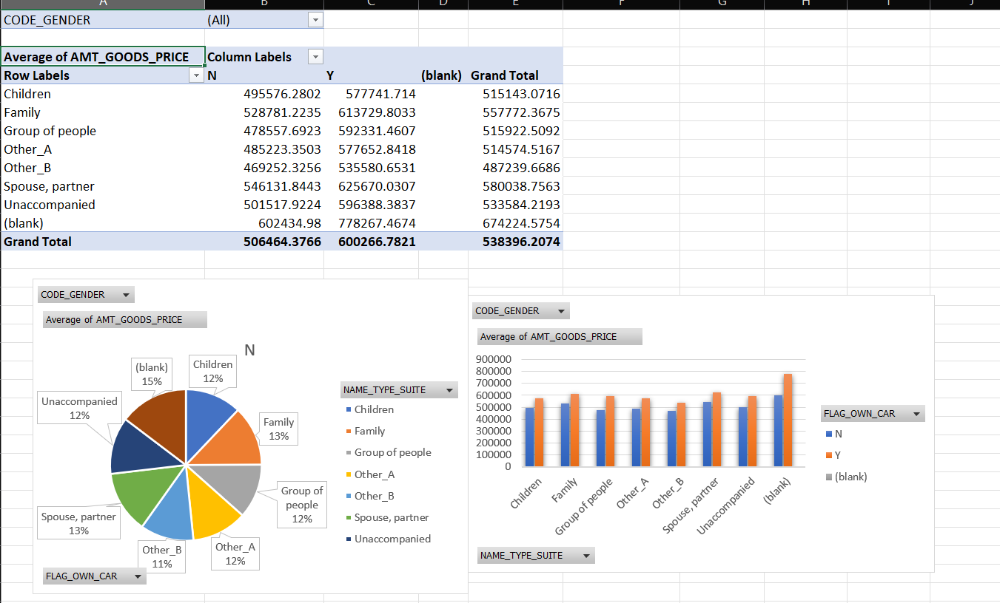 A B C D E F G H I J
CODE_GENDER (All)
Average of AMT_GOODS_PRICE Column Labels
Row Labels N Y (blank) Grand Total
Children 495576.2802 577741.714 515143.0716
Family 528781.2235 613729.8033 557772.3675
Group of people 478557.6923 592331.4607 515922.5092
Other_A 485223.3503 577652.8418 514574.5167
Other_B 469252.3256 535580.6531 487239.6686
Spouse, partner 546131.8443 625670.0307 580038.7563
Unaccompanied 501517.9224 596388.3837 533584.2193
(blank) 602434.98 778267.4674 674224.5754
Grand Total 506464.3766 600266.7821 538396.2074
CODE_GENDER
Average of AMT_GOODS_PRICE
N
(blank)
15%
Children
12%
Unaccompanied
12%
Family
13%
Group of
people
12%
Spouse, partner
13%
Other_B
11%
Other_A
12%
NAME_TYPE_SUITE
Children
Family
Group of people
Other_A
Other_B
Spouse, partner
Unaccompanied
FLAG_OWN_CAR
CODE_GENDER
Average of AMT_GOODS_PRICE
900000
800000
700000
600000
500000
400000
300000
200000
100000
0
Children
Family
Group of people
Other_A
Other_B
Spouse, partner
Unaccompanied
(blank)
FLAG_OWN_CAR
N
Y
(blank)
NAME_TYPE_SUITE